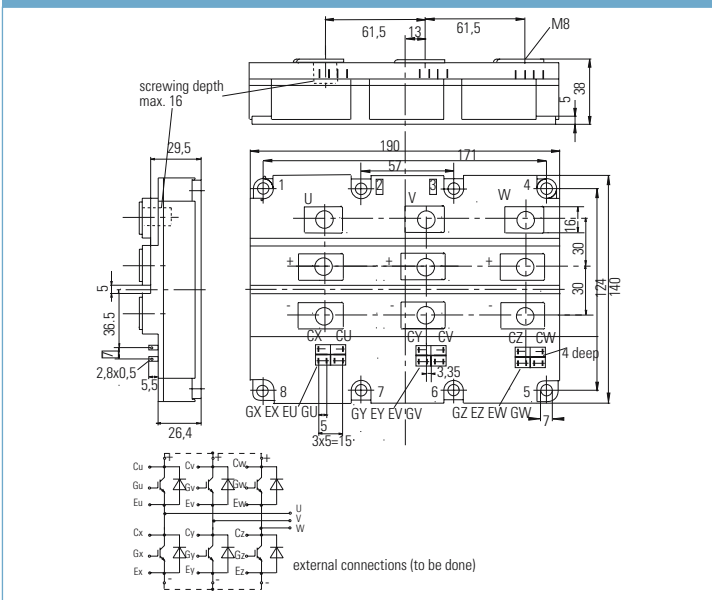 61,5 13 61,5 M8
screwing depth
max. 16
5 38
29,5
190
171
57
1 2 3 4
U V W
16
30
+ + +
5
30
124
140
36.5
- - -
CX CU CY CV CZ CW
7
4 deep
2,8x0,5
3,35
5,5
8 7 6 5
GX EX EU GU GY EY EV GV GZ EZ EW GW
5
7
3x5=15
26,4
+ + +
Cu Cv Cw
Gu Gv Gw
Eu Ev Ew
U
V
W
Cx Cy Cz
Gx Gy Gz
Ex Ey Ez
external connections (to be done)
- - -